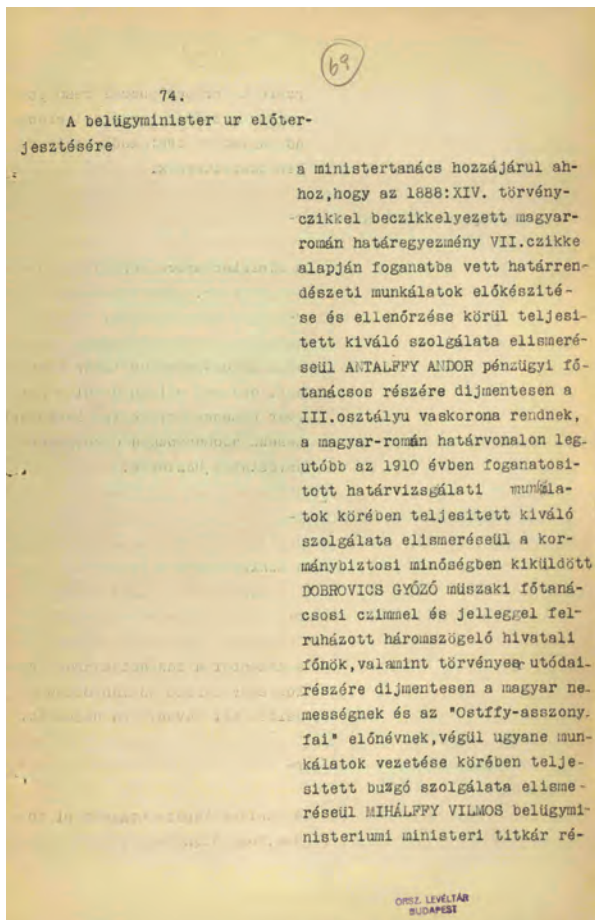 69
74.
A belügyminister ur előter-
jesztésére
a ministertanács hozzájárul ah-
hoz,hogy az 1888:XIV. törvény-
czikkel beczikkelyezett magyar-
román határegyezmény VII.czikke
alapján foganatba vett határren-
dészeti munkálatok előkészité-
se és ellenőrzése körül teljesi-
tett kiváló szolgálata elismeré-
seül ANTALFFY ANDOR pénzügyi fő-
tanácsos részére dijmentesen a
III.osztályu vaskorona rendnek,
a magyar-román határvonalon leg-
utóbb az 1910 évben foganatosi-
tott határvizsgálati munkála-
tok körében teljesitett kiváló
szolgálata elismeréseül a kor-
mánybiztosi minőségben kiküldött
DOBROVICS GYŐZŐ müszaki főtaná-
csosi czimmel és jelleggel fel-
ruházott háromszögelő hivatali
főnök,valamint törvényes utódai-
részére dijmentesen a magyar ne-
mességnek és az "Ostffy-asszony-
fai" előnévnek,végül ugyane mun-
kálatok vezetése körében telje-
sitett buzgó szolgálata elisme-
réseül MIHÁLFFY VILMOS belügymi-
nisteriumi ministeri titkár ré-
ORSZ. LEVÉLTÁR
BUDAPEST